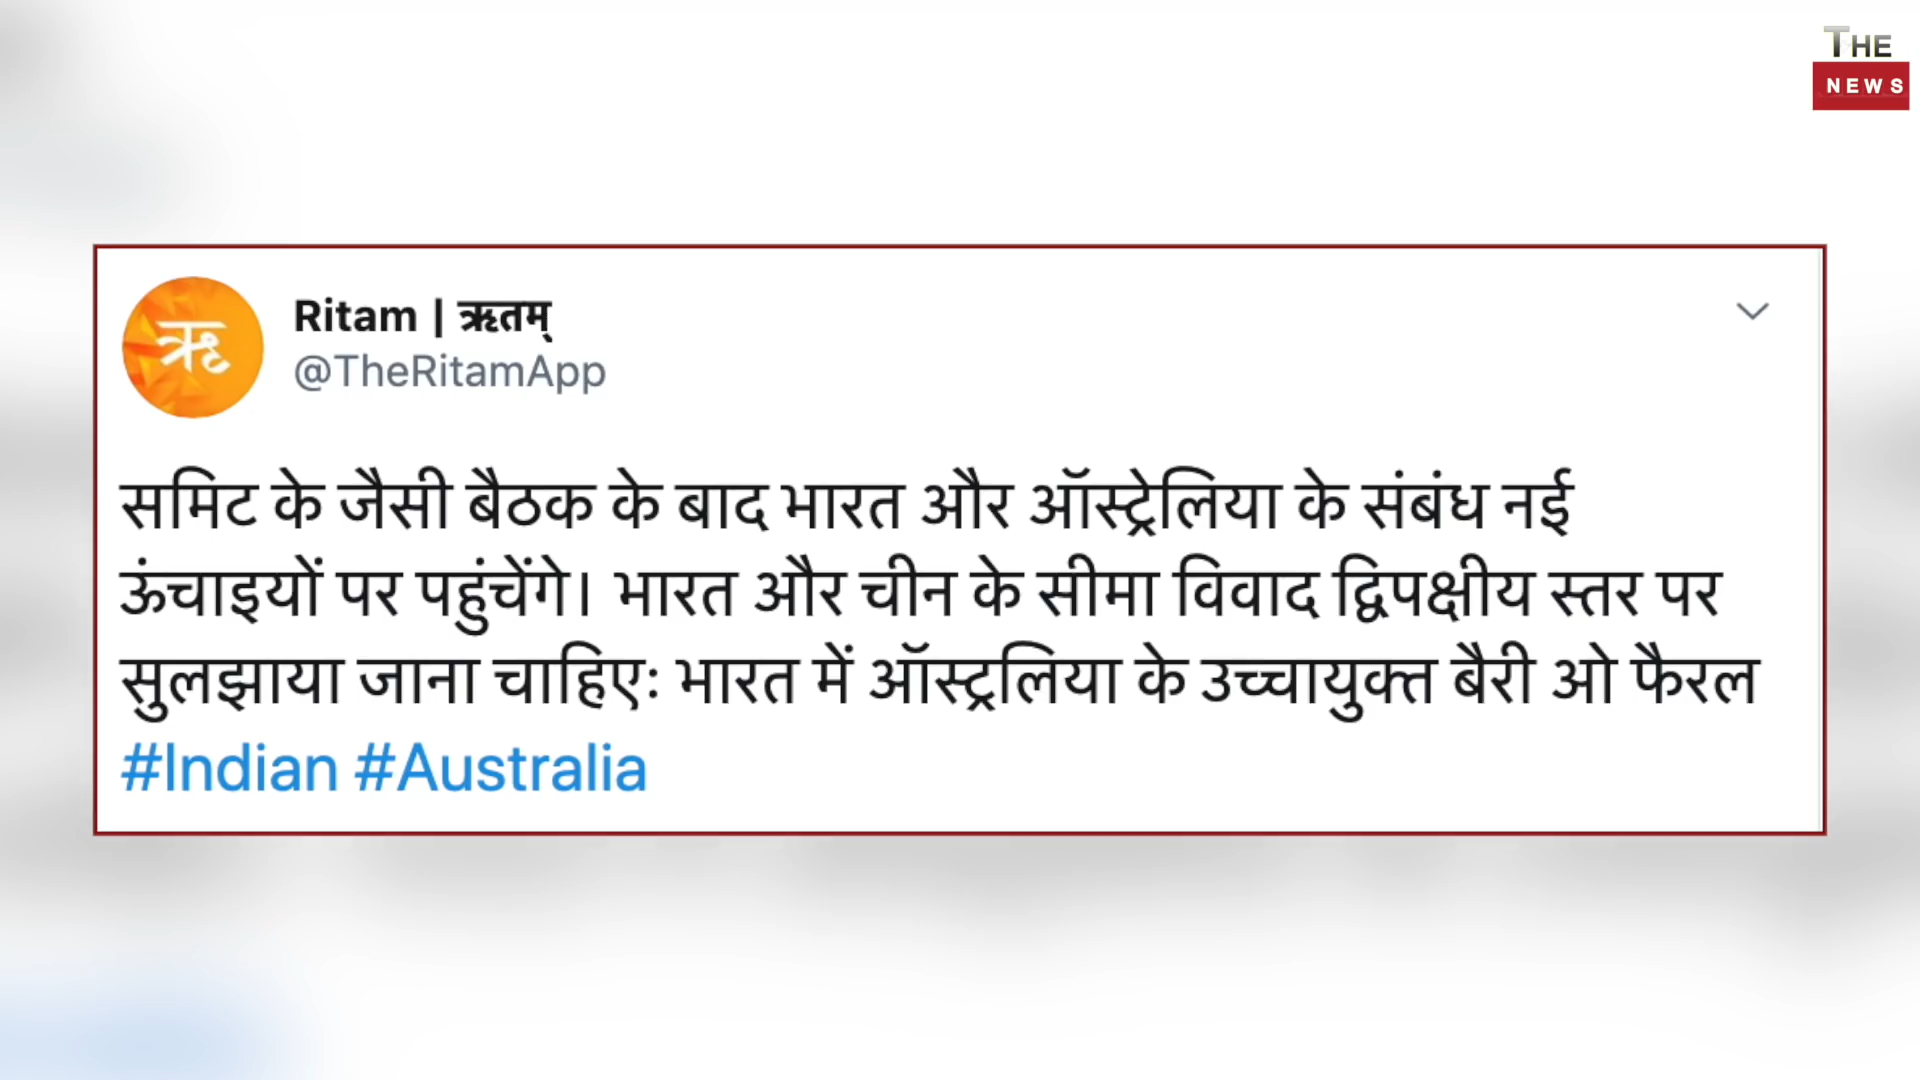 THE
NEWS
ऋ
Ritam | ऋतम्
@TheRitamApp
समिट के जैसी बैठक के बाद भारत और ऑस्ट्रेलिया के संबंध नई
ऊंचाइयों पर पहुंचेंगे। भारत और चीन के सीमा विवाद द्विपक्षीय स्तर पर
सुलझाया जाना चाहिएः भारत में ऑस्ट्रलिया के उच्चायुक्त बैरी ओ फैरल
#Indian #Australia